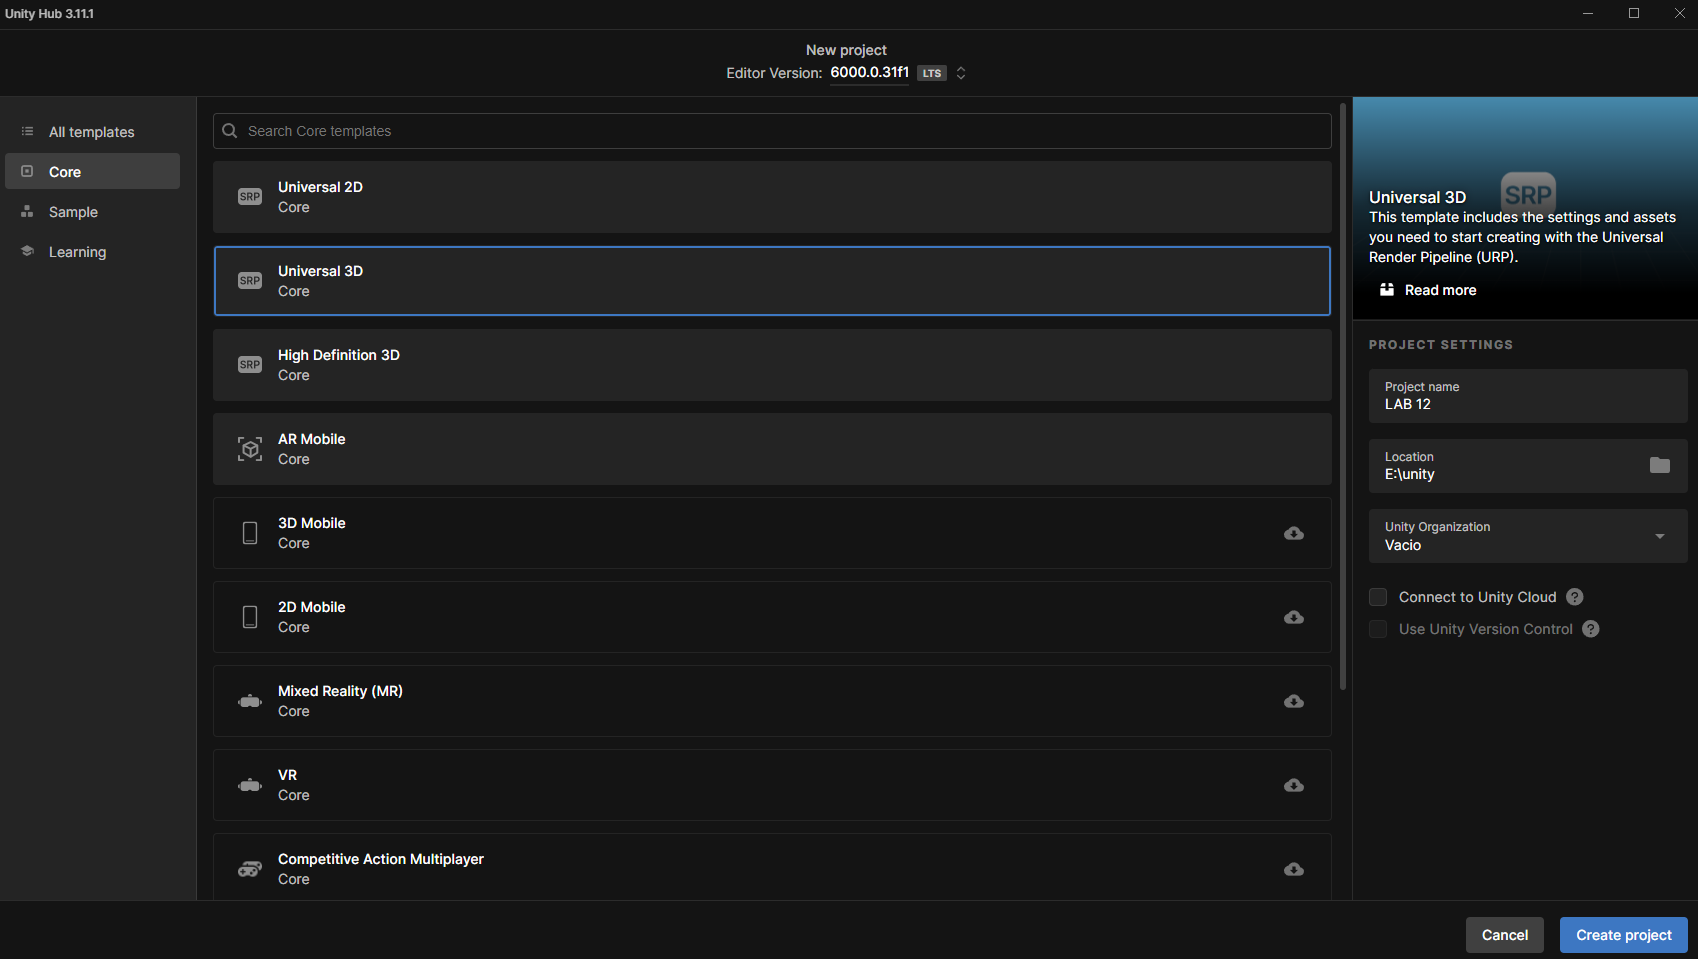 Unity Hub 3.11.1
New project
Editor Version: 6000.0.31f1 LTS
All templates
Core
Sample
Learning
Search Core templates
SRP
Universal 2D
Core
SRP
Universal 3D
Core
SRP
High Definition 3D
Core
AR Mobile
Core
3D Mobile
Core
2D Mobile
Core
Mixed Reality (MR)
Core
VR
Core
Competitive Action Multiplayer
Core
SRP
Universal 3D
This template includes the settings and assets
you need to start creating with the Universal
Render Pipeline (URP).
Read more
PROJECT SETTINGS
Project name
LAB 12
Location
E:\unity
Unity Organization
Vacio
Connect to Unity Cloud ?
Use Unity Version Control ?
Cancel
Create project